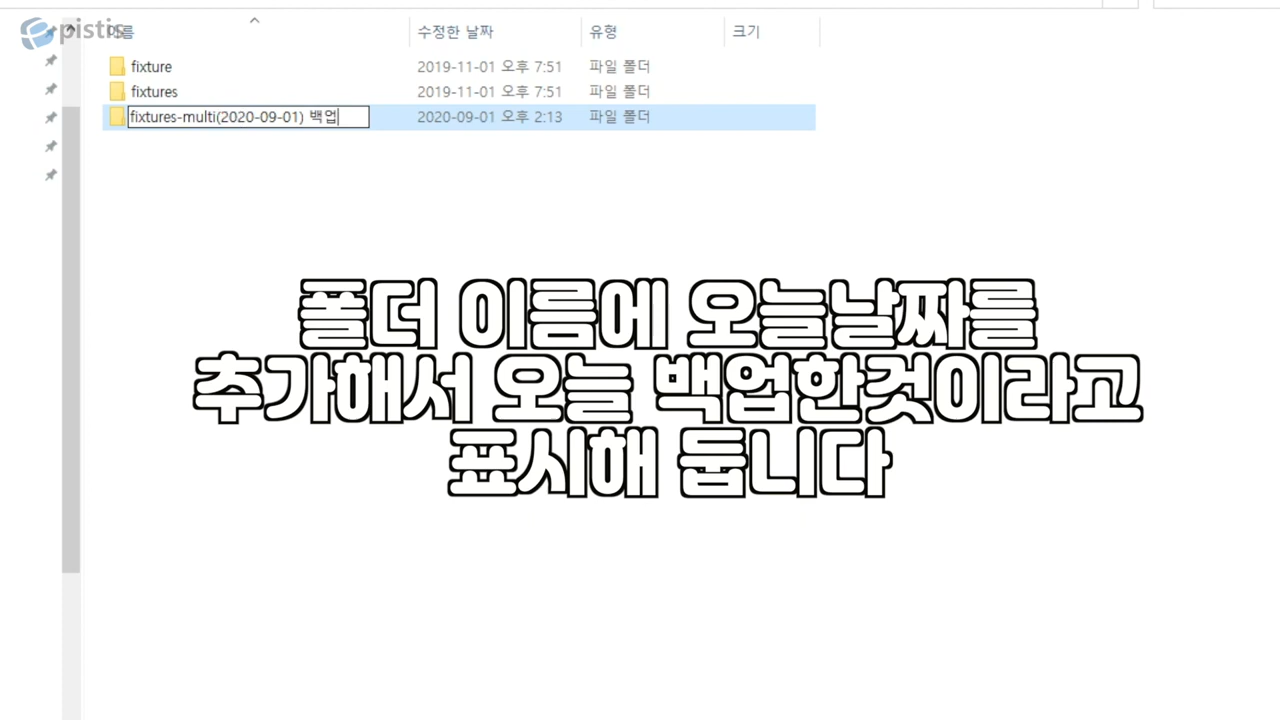 pistis
이름 수정한 날짜 유형 크기
fixture 2019-11-01 오후 7:51 파일 폴더
fixtures 2019-11-01 오후 7:51 파일 폴더
fixtures-multi(2020-09-01) 백업 2020-09-01 오후 2:13 파일 폴더
폴더 이름에 오늘날짜를
추가해서 오늘 백업한것이라고
표시해 둡니다